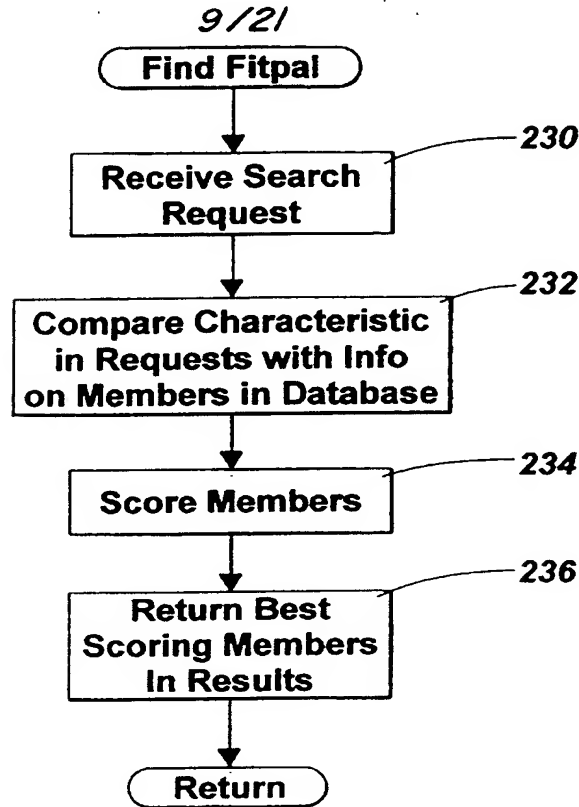 9/21
Find Fitpal
230
Receive Search
Request
232
Compare Characteristic
in Requests with Info
on Members in Database
234
Score Members
236
Return Best
Scoring Members
In Results
Return